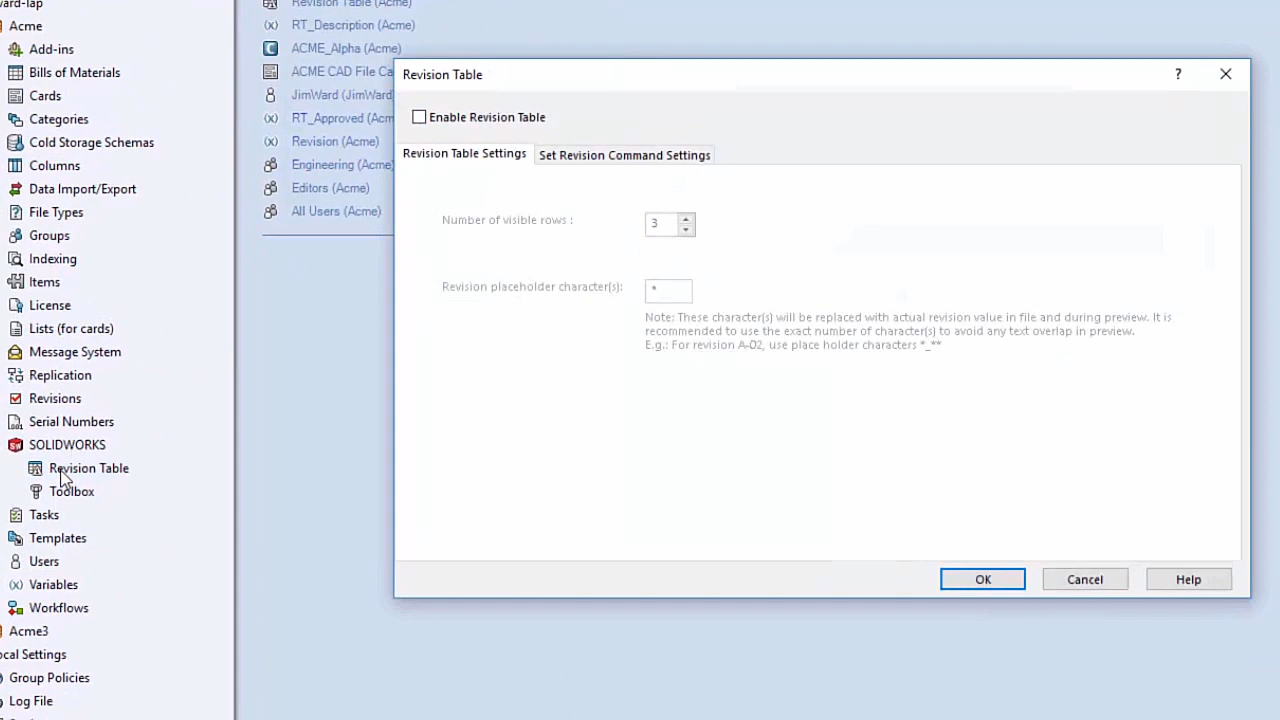 Acme
Add-ins
Bills of Materials
Cards
Categories
Cold Storage Schemas
Columns
Data Import/Export
File Types
Groups
Indexing
Items
License
Lists (for cards)
Message System
Replication
Revisions
Serial Numbers
SOLIDWORKS
Revision Table
Toolbox
Tasks
Templates
Users
Variables
Workflows
Acme3
ocal Settings
Group Policies
Log File
Revision Table (Acme)
RT_Description (Acme)
ACME_Alpha (Acme)
ACME CAD File Ca
JimWard (JimWard
RT_Approved (Acm
Revision (Acme)
Engineering (Acme)
Editors (Acme)
All Users (Acme)
Revision Table
?
Enable Revision Table
Revision Table Settings
Set Revision Command Settings
Number of visible rows :
3
Revision placeholder character(s):
*
Note: These character(s) will be replaced with actual revision value in file and during preview. It is
recommended to use the exact number of character(s) to avoid any text overlap in preview.
E.g.: For revision A-02, use place holder characters *_**
OK
Cancel
Help